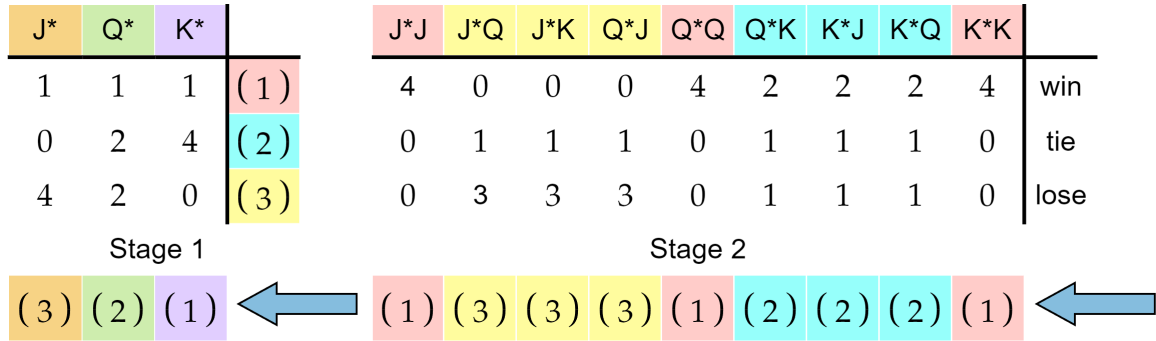 J* Q* K* J*J J*Q J*K Q*J Q*Q Q*K K*J K*Q K*K
1 1 1 (1) 4 0 0 0 4 2 2 2 4 win
0 2 4 (2) 0 1 1 1 0 1 1 1 0 tie
4 2 0 (3) 0 3 3 3 0 1 1 1 0 lose
Stage 1 Stage 2
(3) (2) (1) (1) (3) (3) (3) (1) (2) (2) (2) (1)